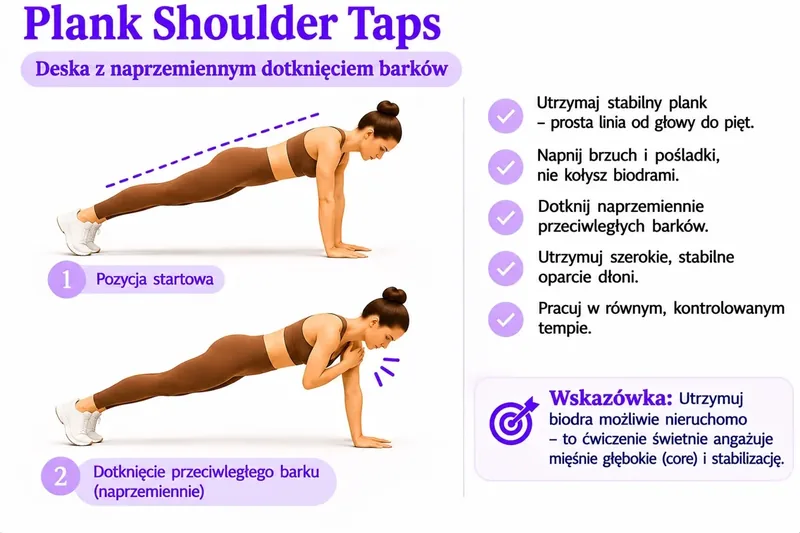 Plank Shoulder Taps
Deska z naprzemiennym dotknięciem barków
1 Pozycja startowa
2 Dotknięcie przeciwległego barku
(naprzemiennie)
Utrzymaj stabilny plank
– prosta linia od głowy do pięt.
Napnij brzuch i pośladki,
nie kołysz biodrami.
Dotknij naprzemiennie
przeciwległych barków.
Utrzymuj szerokie, stabilne
oparcie dłoni.
Pracuj w równym, kontrolowanym
tempie.
Wskazówka: Utrzymuj
biodra możliwie nieruchomo
– to ćwiczenie świetnie angażuje
mięśnie głębokie (core) i stabilizację.